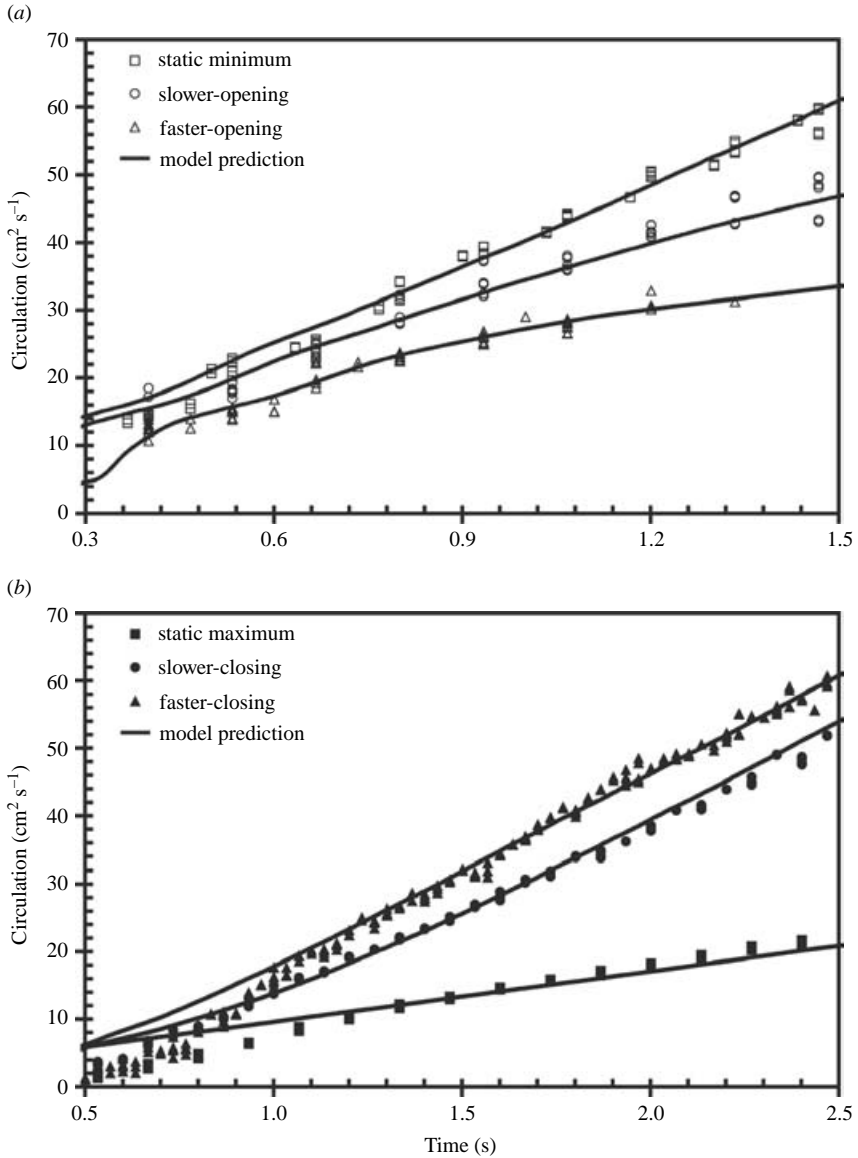 (a)
70
60
50
40
30
20
10
0
Circulation (cm² s⁻¹)
static minimum
slower-opening
faster-opening
model prediction
0.3 0.6 0.9 1.2 1.5
(b)
70
60
50
40
30
20
10
0
Circulation (cm² s⁻¹)
static maximum
slower-closing
faster-closing
model prediction
0.5 1.0 1.5 2.0 2.5
Time (s)